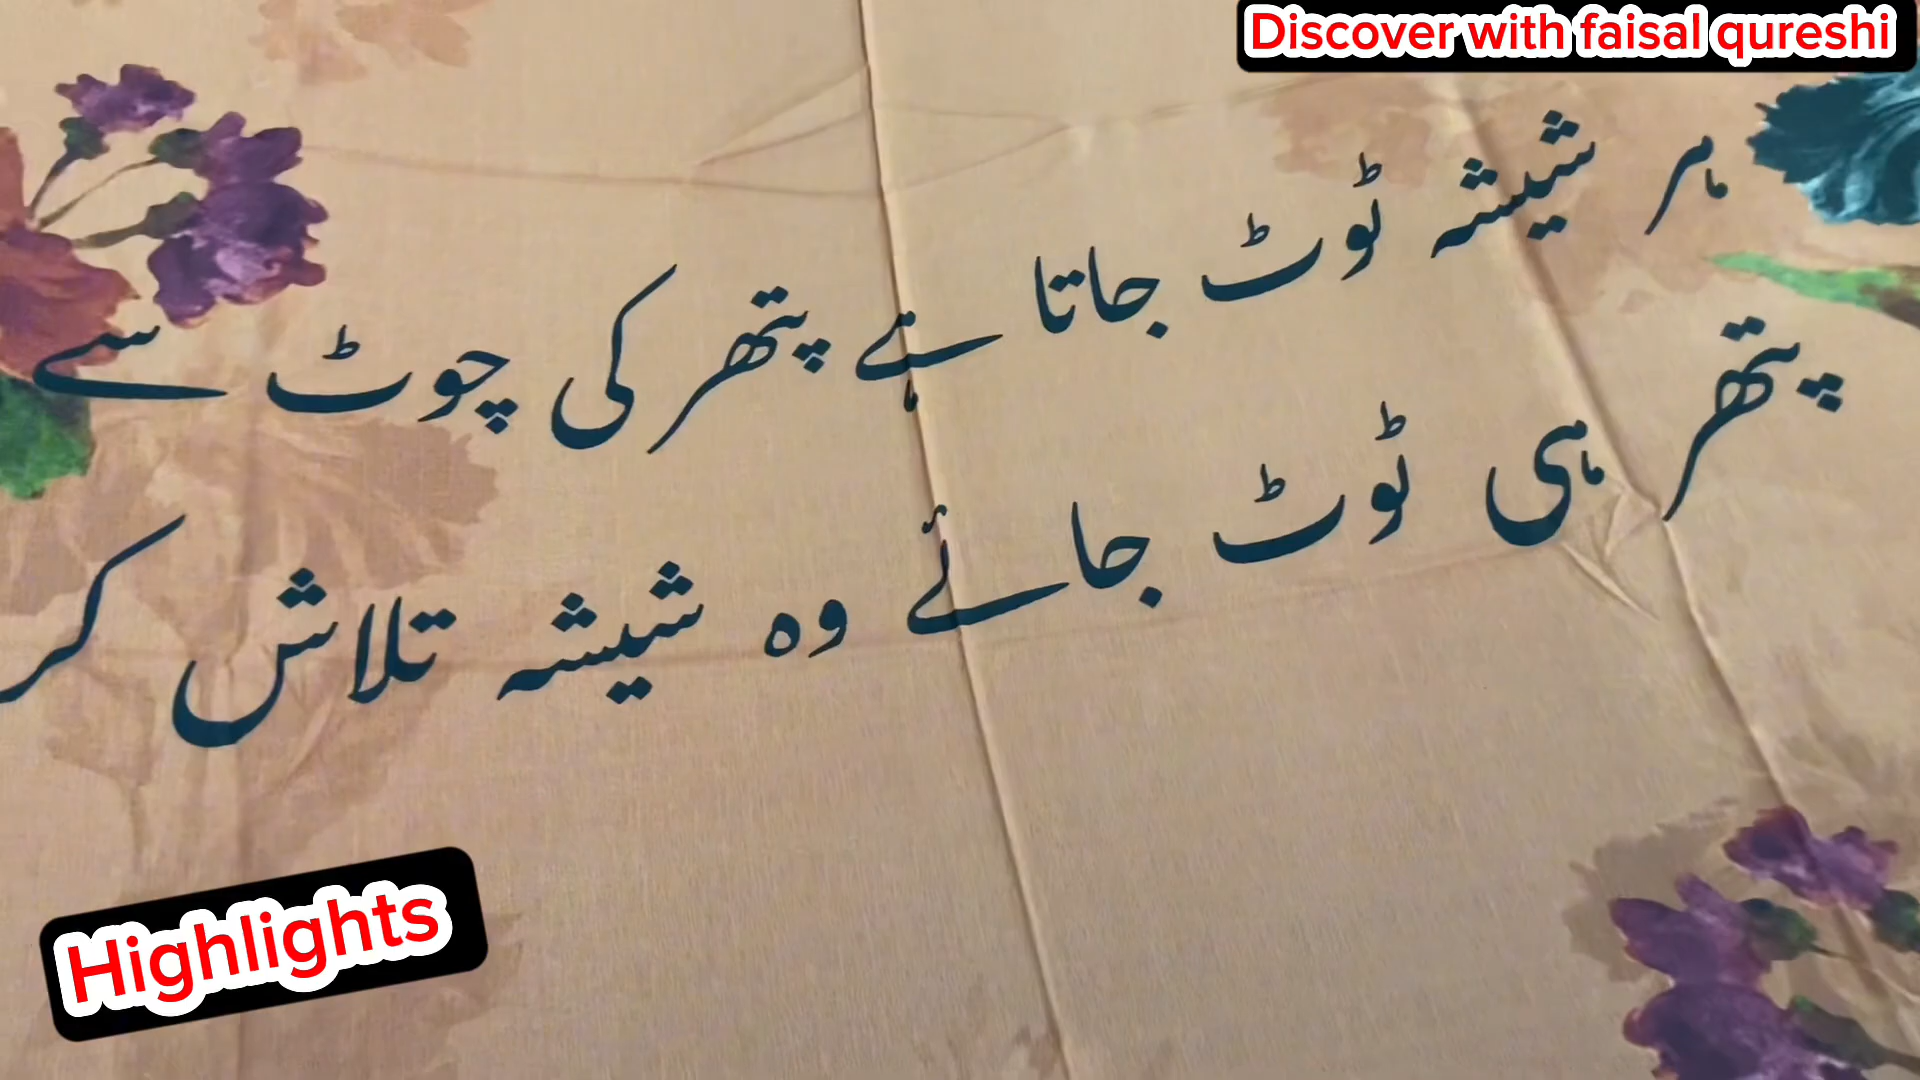 Discover with faisal qureshi
ہر شیشہ ٹوٹ جاتا ہے پتھر کی چوٹ سے
پتھر ہی ٹوٹ جائے وہ شیشہ تلاش کر
Highlights